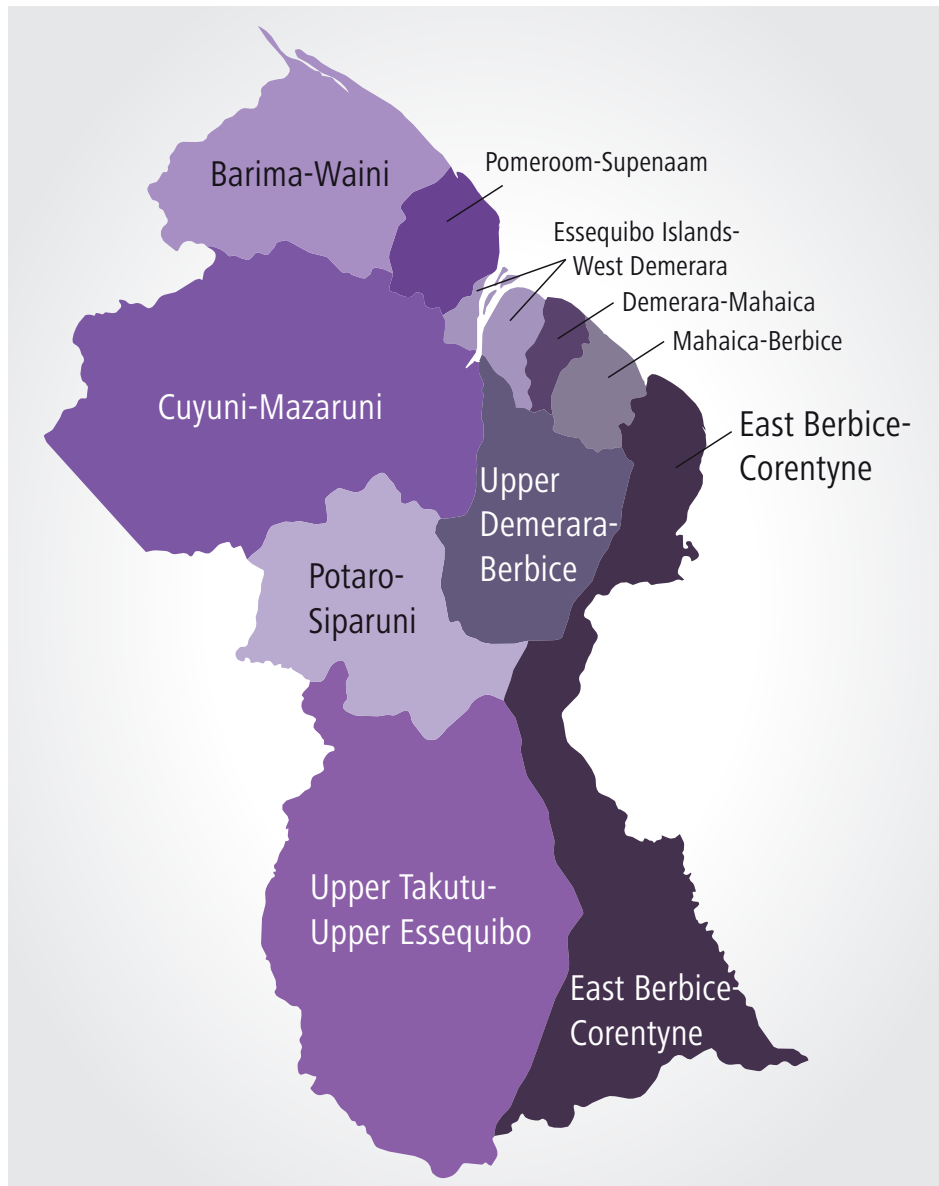 Barima-Waini
Pomeroom-Supenaam
Essequibo Islands-
West Demerara
Demerara-Mahaica
Mahaica-Berbice
Cuyuni-Mazaruni
East Berbice-
Corentyne
Upper
Demerara-
Berbice
Potaro-
Siparuni
Upper Takutu-
Upper Essequibo
East Berbice-
Corentyne